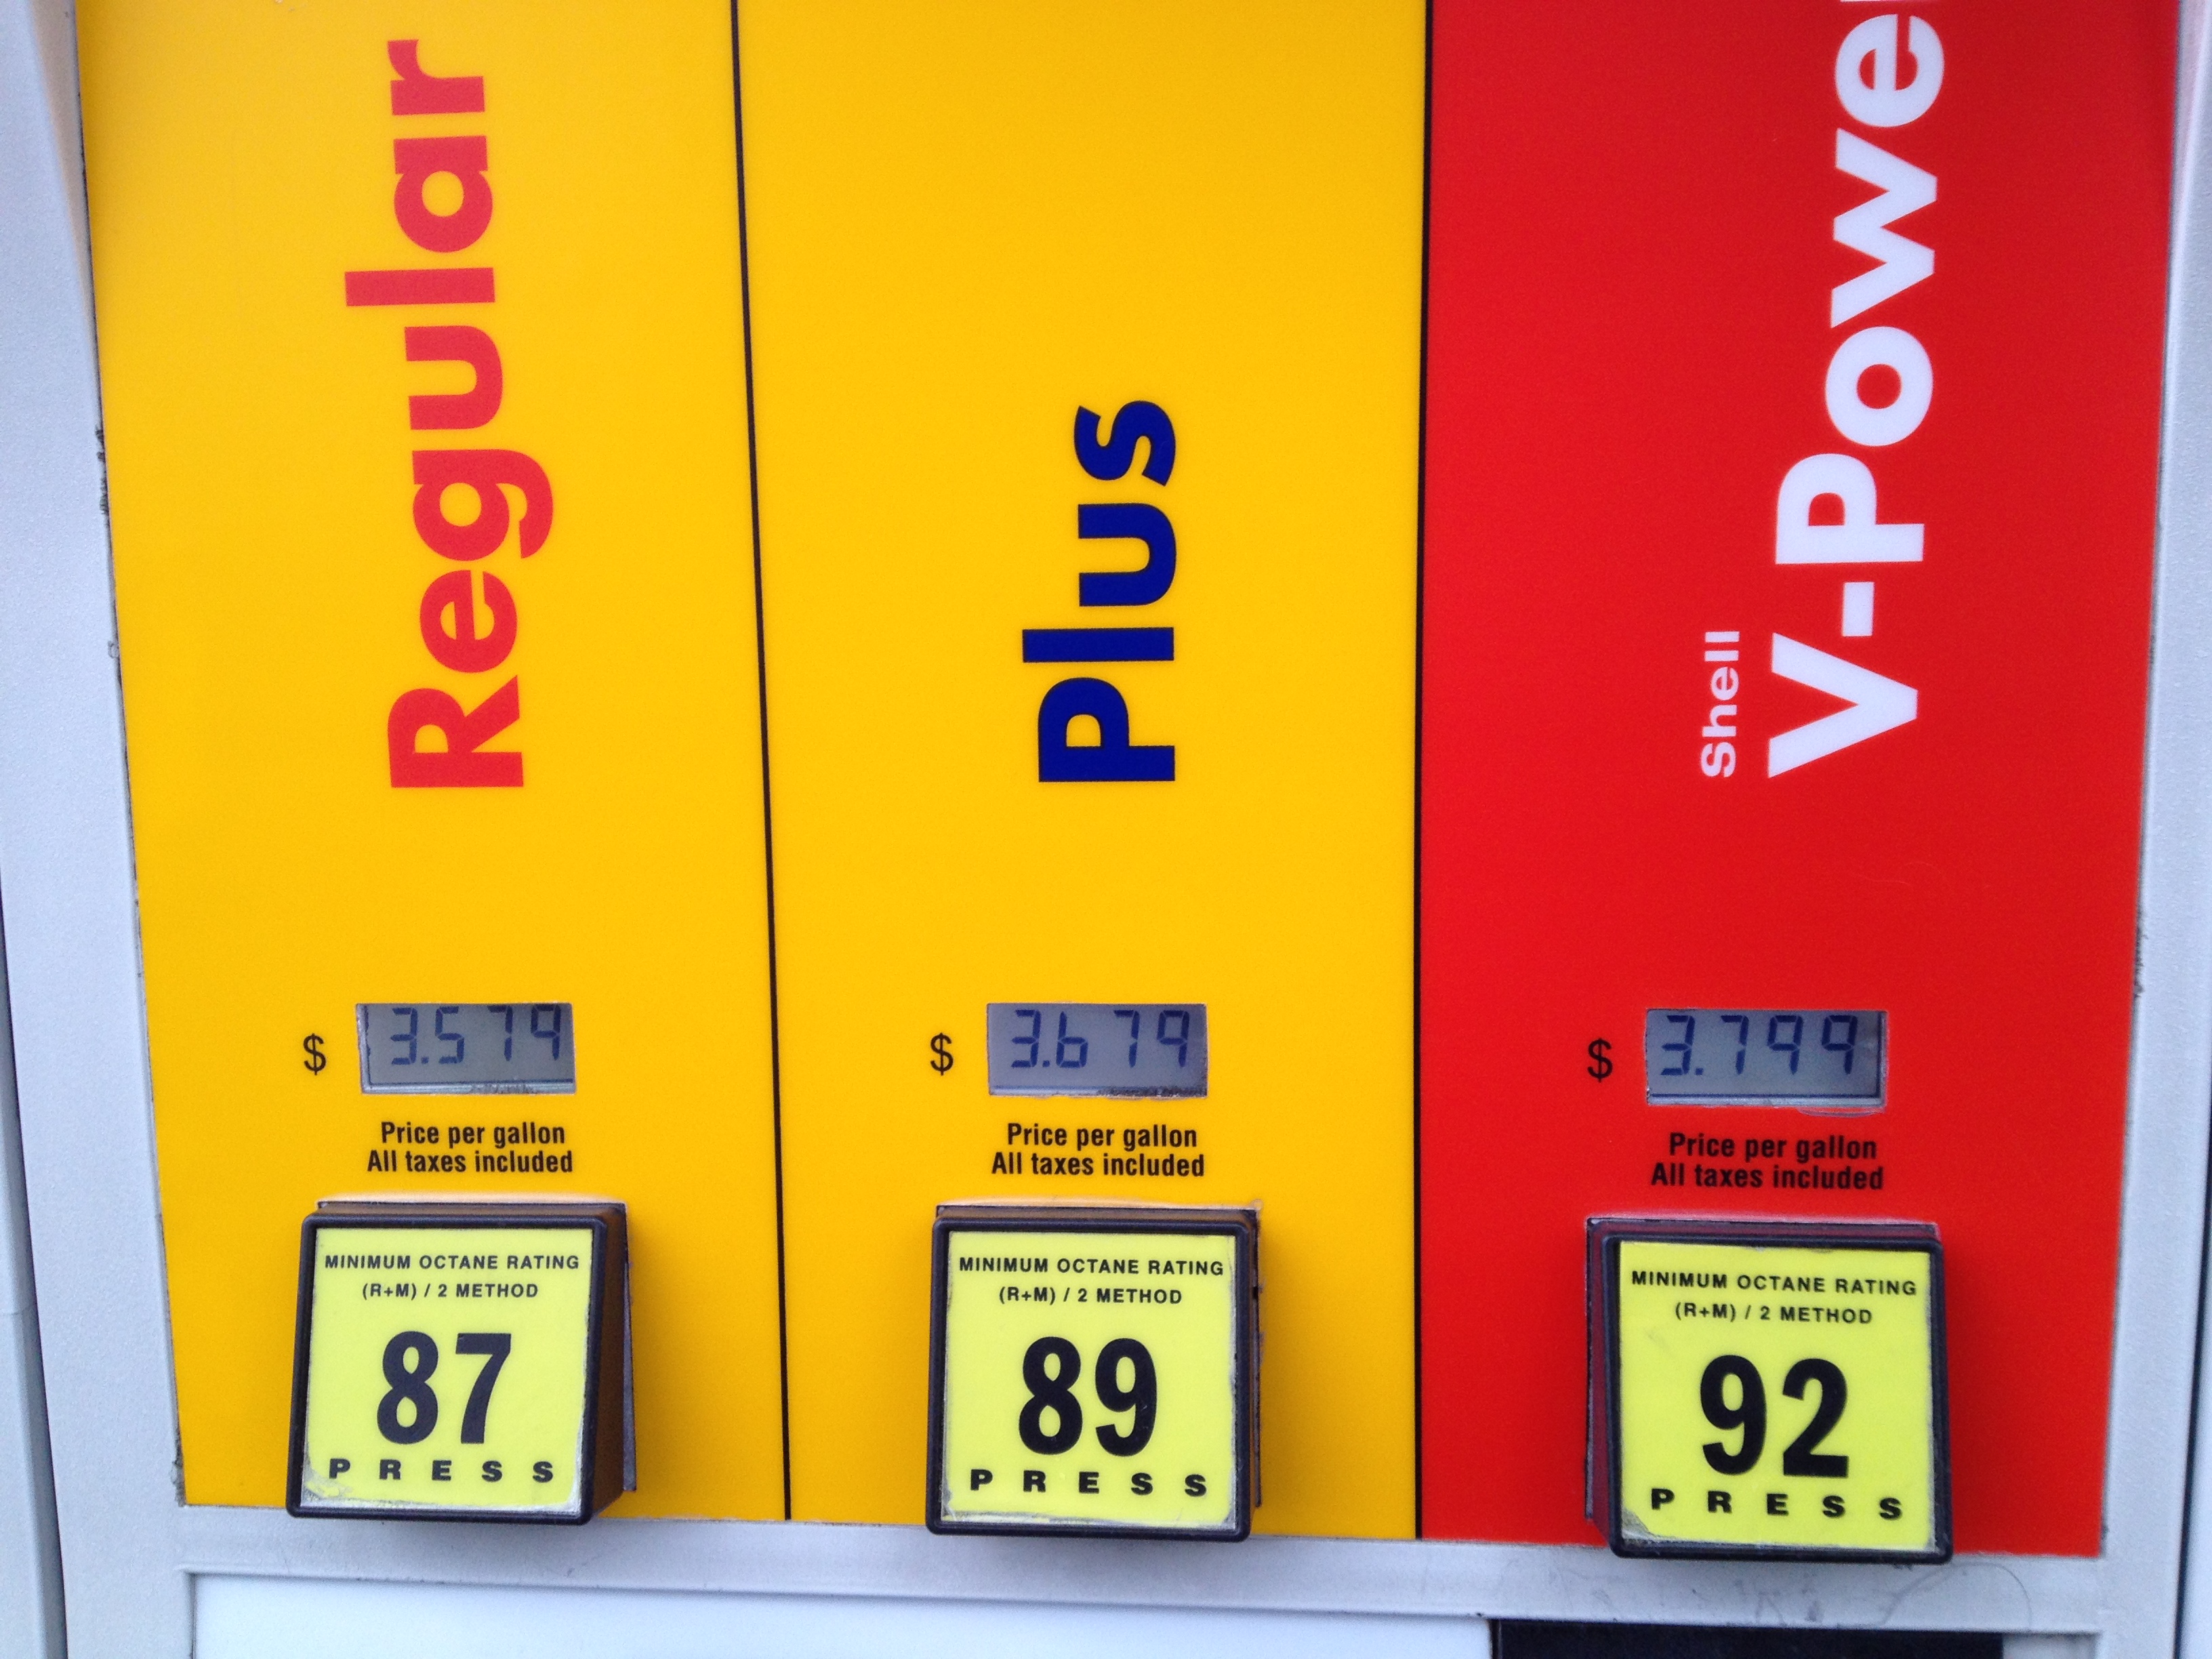 Regular
$ 3.579
Price per gallon
All taxes included
MINIMUM OCTANE RATING
(R+M) / 2 METHOD
87
PRESS
Plus
$ 3.679
Price per gallon
All taxes included
MINIMUM OCTANE RATING
(R+M) / 2 METHOD
89
PRESS
Shell
V-Powe
$ 3.799
Price per gallon
All taxes included
MINIMUM OCTANE RATING
(R+M) / 2 METHOD
92
PRESS